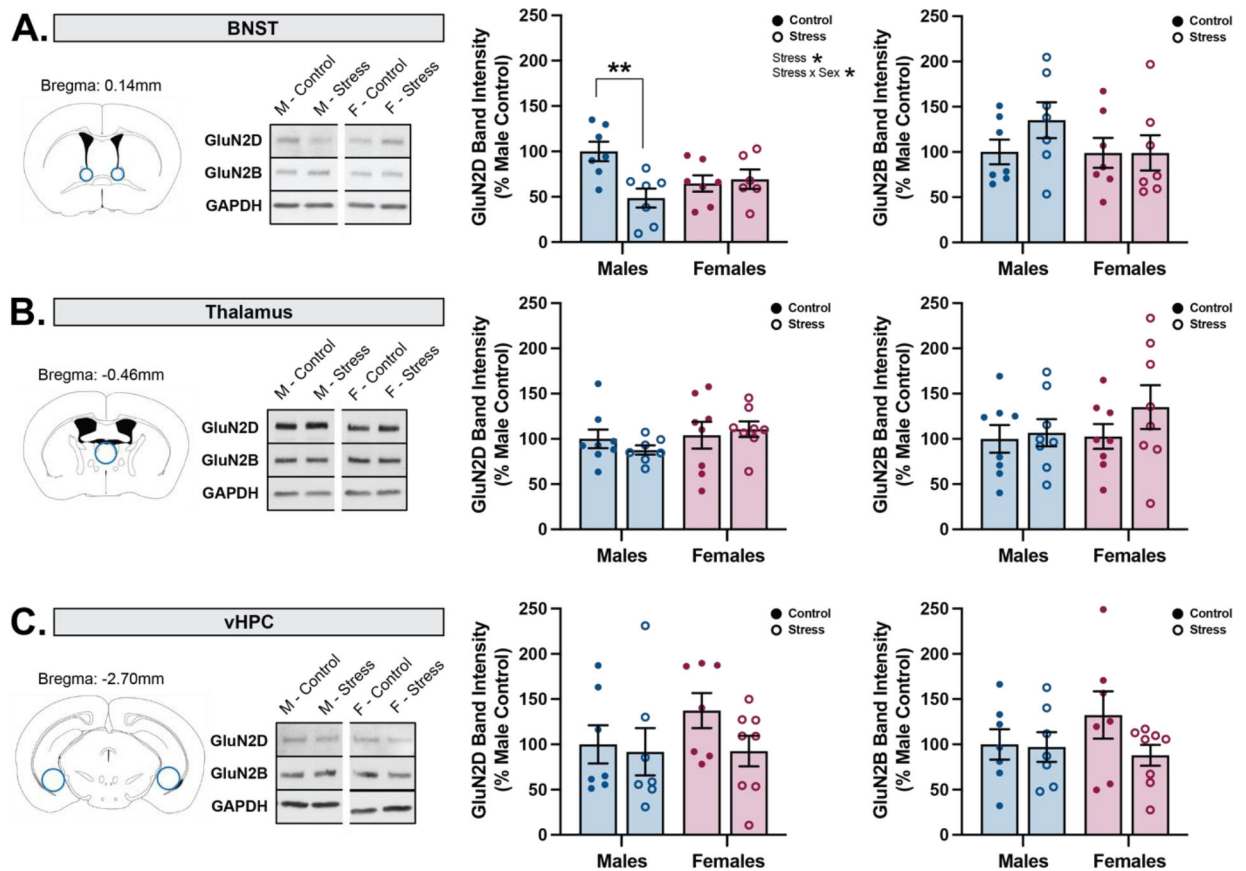 A.
BNST
Bregma: 0.14mm
M - Control
M - Stress
F - Control
F - Stress
GluN2D
GluN2B
GAPDH
GluN2D Band Intensity
(% Male Control)
250
200
150
100
50
0
Males
Females
Control
Stress
Stress *
Stress x Sex *
**
GluN2B Band Intensity
(% Male Control)
250
200
150
100
50
0
Males
Females
Control
Stress
B.
Thalamus
Bregma: -0.46mm
M - Control
M - Stress
F - Control
F - Stress
GluN2D
GluN2B
GAPDH
GluN2D Band Intensity
(% Male Control)
250
200
150
100
50
0
Males
Females
Control
Stress
GluN2B Band Intensity
(% Male Control)
250
200
150
100
50
0
Males
Females
Control
Stress
C.
vHPC
Bregma: -2.70mm
M - Control
M - Stress
F - Control
F - Stress
GluN2D
GluN2B
GAPDH
GluN2D Band Intensity
(% Male Control)
250
200
150
100
50
0
Males
Females
Control
Stress
GluN2B Band Intensity
(% Male Control)
250
200
150
100
50
0
Males
Females
Control
Stress